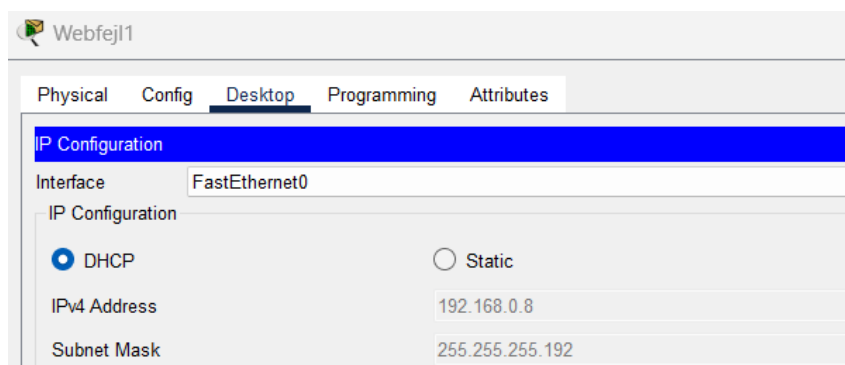 Webfejl1
Physical Config Desktop Programming Attributes
IP Configuration
Interface FastEthernet0
IP Configuration
DHCP Static
IPv4 Address 192.168.0.8
Subnet Mask 255.255.255.192